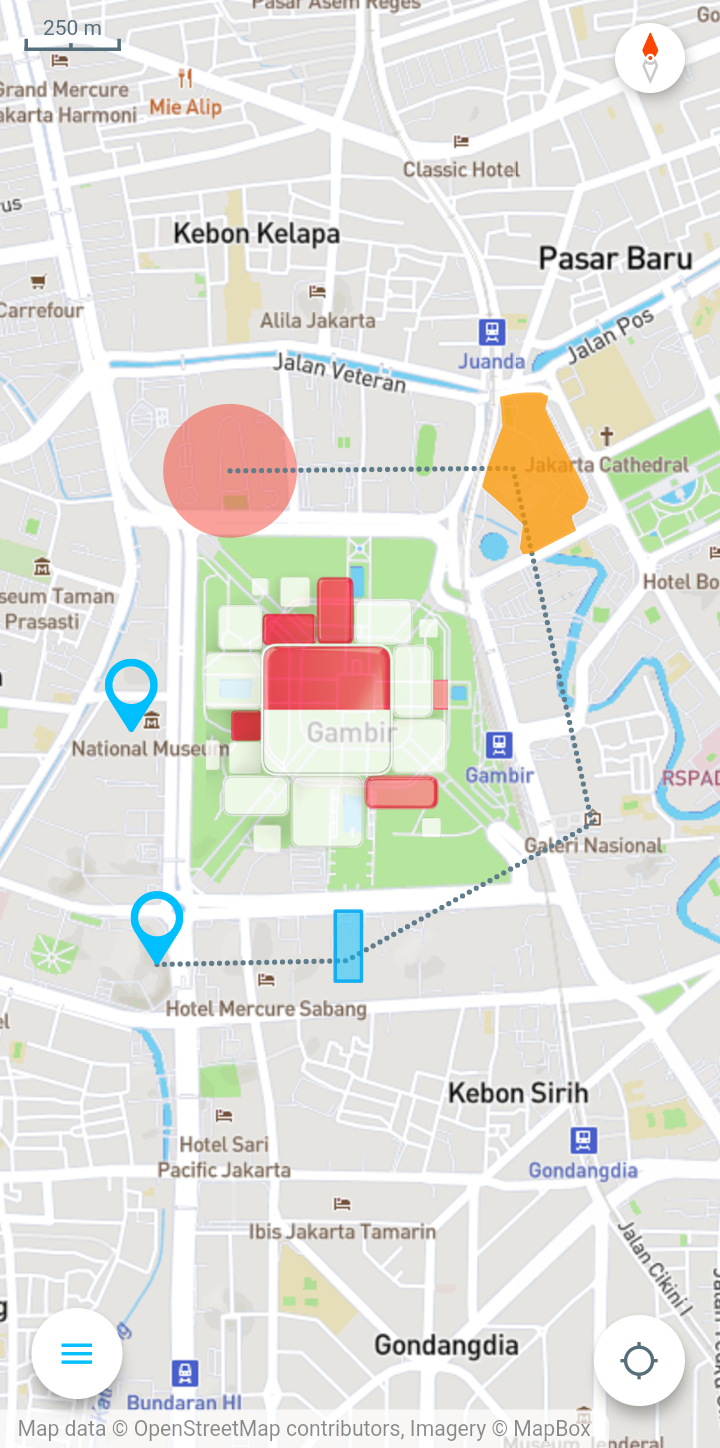 Pasar Asem Reges
250 m
Grand Mercure
Jakarta Harmoni
Mie Alip
Classic Hotel
Kebon Kelapa
Pasar Baru
Carrefour
Alila Jakarta
Juanda
Jalan Pos
Jalan Veteran
Jakarta Cathedral
Hotel Bo
seum Taman
Prasasti
Gambir
National Museum
Gambir
RSPAD
Galeri Nasional
Hotel Mercure Sabang
Kebon Sirih
Hotel Sari
Pacific Jakarta
Gondangdia
Ibis Jakarta Tamarin
Jalan Cikini I
Gondangdia
Bundaran HI
Map data © OpenStreetMap contributors, Imagery © MapBox